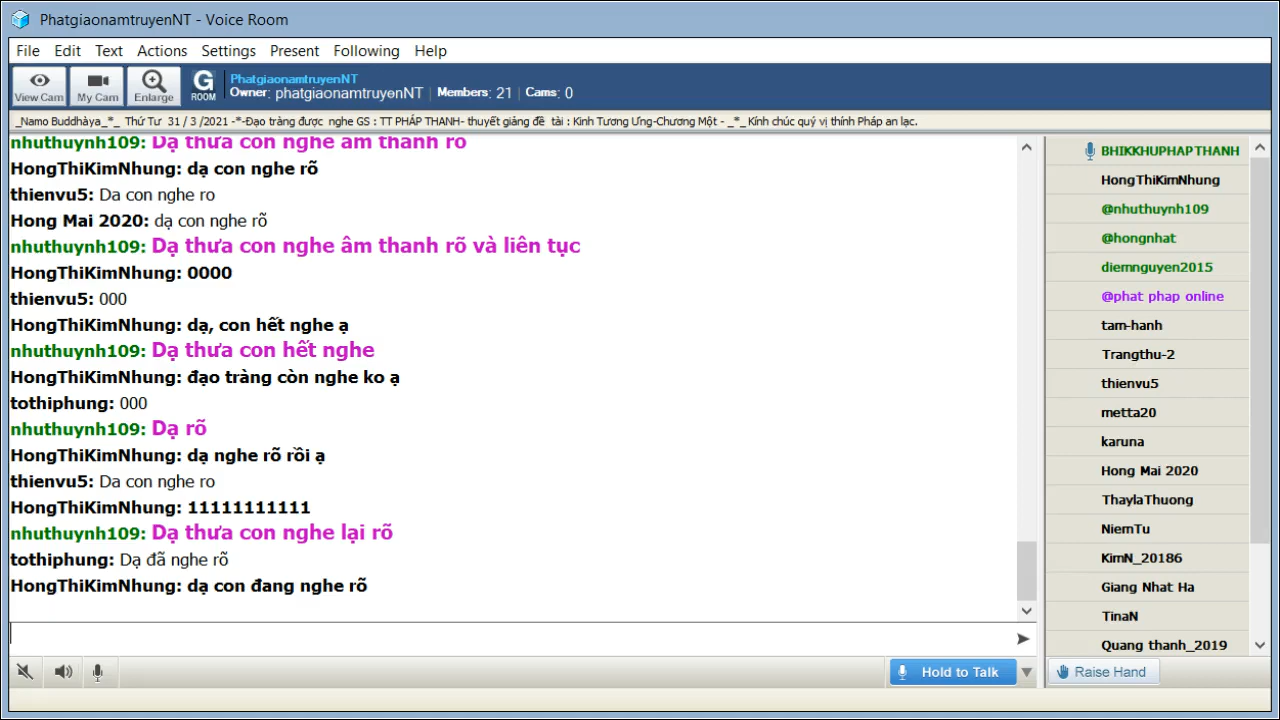 PhatgiaonamtruyenNT - Voice Room
File Edit Text Actions Settings Present Following Help
View Cam My Cam Enlarge G ROOM
PhatgiaonamtruyenNT
Owner: phatgiaonamtruyenNT | Members: 21 | Cams: 0
_Namo Buddhàya_*_ Thứ Tư 31 / 3 /2021 -*-Đạo tràng được nghe GS : TT PHÁP THANH- thuyết giảng đề tài : Kinh Tương Ưng-Chương Một - _*_ Kính chúc quý vị thính Pháp an lạc.
nhuthuynh109: Dạ thưa con nghe âm thanh rõ
HongThiKimNhung: dạ con nghe rõ
thienvu5: Da con nghe ro
Hong Mai 2020: dạ con nghe rõ
nhuthuynh109: Dạ thưa con nghe âm thanh rõ và liên tục
HongThiKimNhung: 0000
thienvu5: 000
HongThiKimNhung: dạ, con hết nghe ạ
nhuthuynh109: Dạ thưa con hết nghe
HongThiKimNhung: đạo tràng còn nghe ko ạ
tothiphung: 000
nhuthuynh109: Dạ rõ
HongThiKimNhung: dạ nghe rõ rồi ạ
thienvu5: Da con nghe ro
HongThiKimNhung: 11111111111
nhuthuynh109: Dạ thưa con nghe lại rõ
tothiphung: Dạ đã nghe rõ
HongThiKimNhung: dạ con đang nghe rõ
BHIKKHUPHAPTHANH
HongThiKimNhung
@nhuthuynh109
@hongnhat
diemnguyen2015
@phat phap online
tam-hanh
Trangthu-2
thienvu5
metta20
karuna
Hong Mai 2020
ThaylaThuong
NiemTu
KimN_20186
Giang Nhat Ha
TinaN
Quang thanh_2019
Hold to Talk
Raise Hand